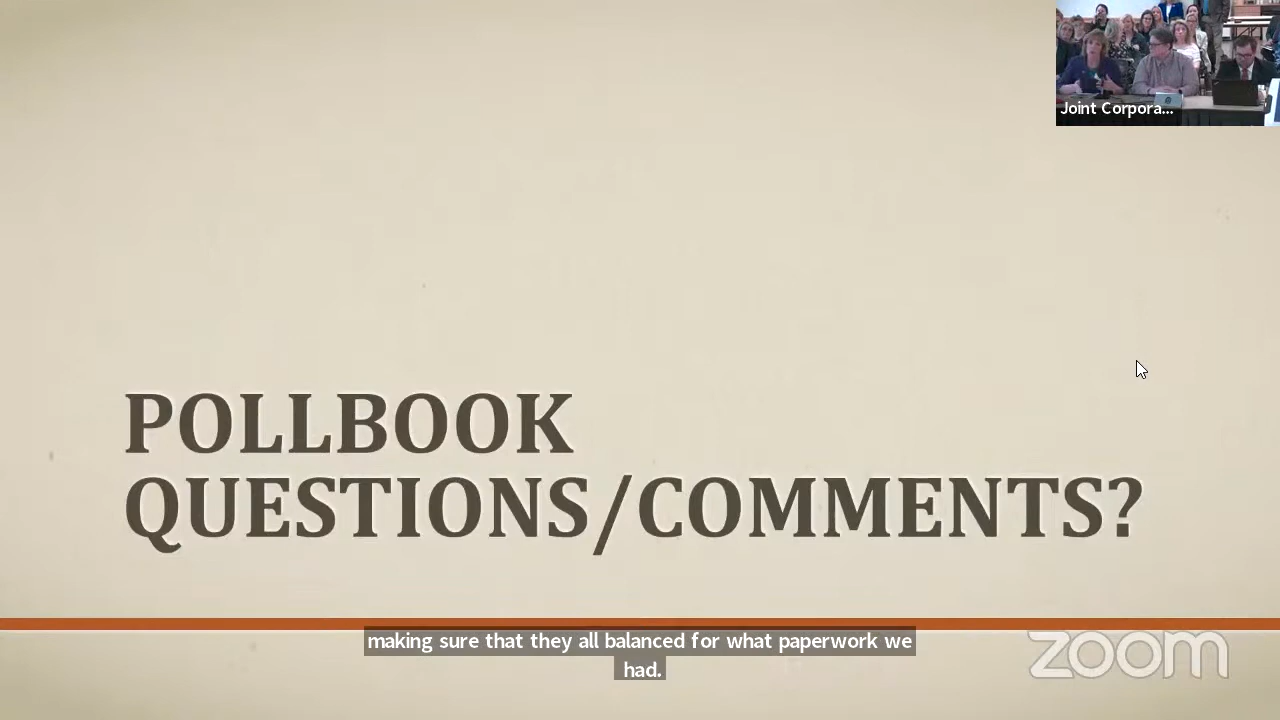 Joint Corpora...
POLLBOOK
QUESTIONS/COMMENTS?
making sure that they all balanced for what paperwork we
had.
zoom